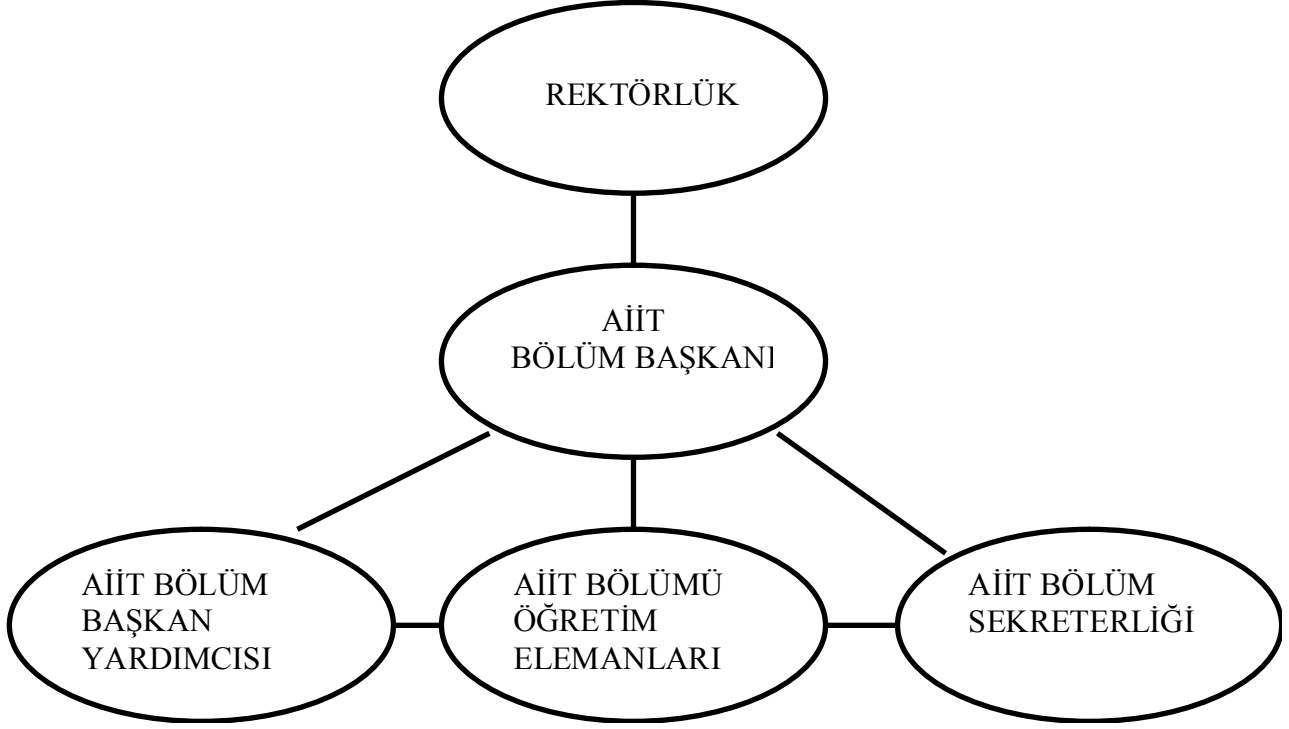 REKTÖRLÜK
AİİT
BÖLÜM BAŞKANI
AİİT BÖLÜM
BAŞKAN
YARDIMCISI
AİİT BÖLÜMÜ
ÖĞRETİM
ELEMANLARI
AİİT BÖLÜM
SEKRETERLİĞİ